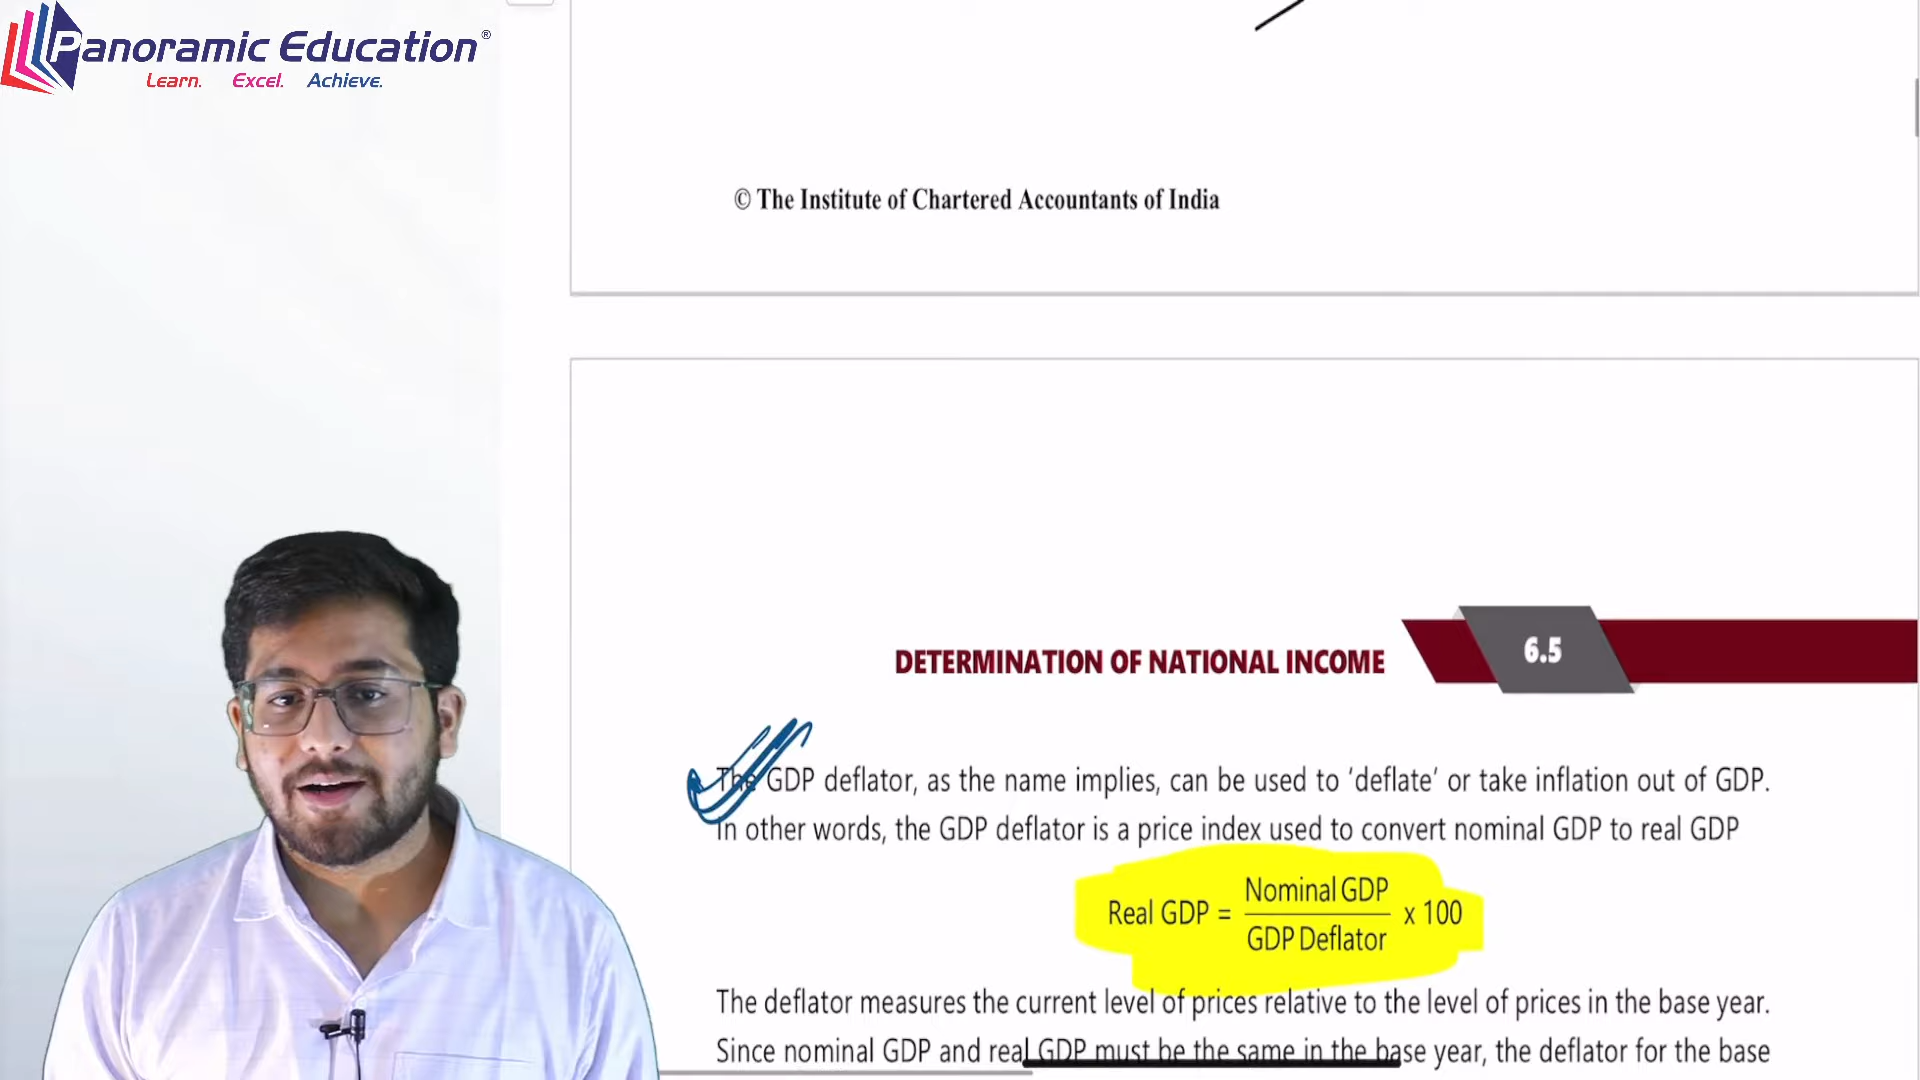 Panoramic Education®
Learn. Excel. Achieve.
© The Institute of Chartered Accountants of India
DETERMINATION OF NATIONAL INCOME 6.5
The GDP deflator, as the name implies, can be used to ‘deflate’ or take inflation out of GDP.
In other words, the GDP deflator is a price index used to convert nominal GDP to real GDP
Real GDP = Nominal GDP / GDP Deflator x 100
The deflator measures the current level of prices relative to the level of prices in the base year.
Since nominal GDP and real GDP must be the same in the base year, the deflator for the base